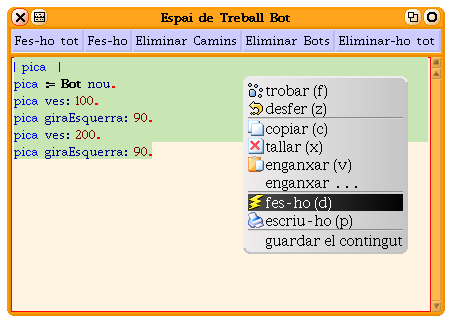 Espai de Treball Bot
Fes-ho tot Fes-ho Eliminar Camins Eliminar Bots Eliminar-ho tot
| pica |
pica := Bot nou.
pica ves: 100.
pica giraEsquerra: 90.
pica ves: 200.
pica giraEsquerra: 90.
trobar (f)
desfer (z)
copiar (c)
tallar (x)
enganxar (v)
enganxar . . .
fes-ho (d)
escriu-ho (p)
guardar el contingut